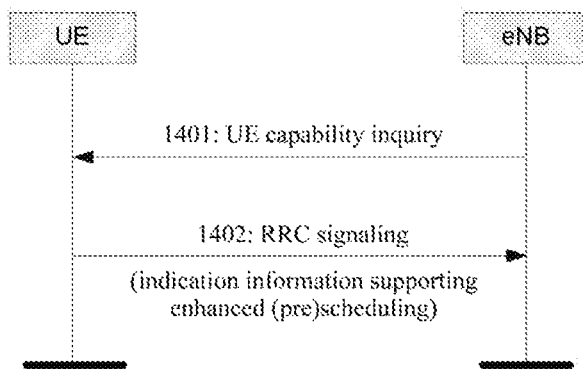 UE
eNB
1401: UE capability inquiry
1402: RRC signaling
(indication information supporting
enhanced (pre)scheduling)